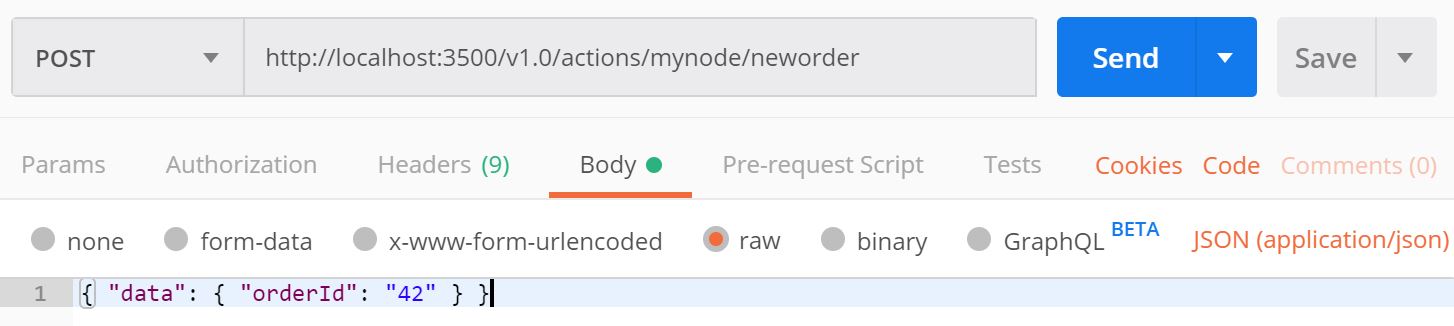 POST http://localhost:3500/v1.0/actions/mynode/neworder Send Save
Params Authorization Headers (9) Body Pre-request Script Tests Cookies Code Comments (0)
none form-data x-www-form-urlencoded raw binary GraphQL BETA JSON (application/json)
1 { "data": { "orderId": "42" } }